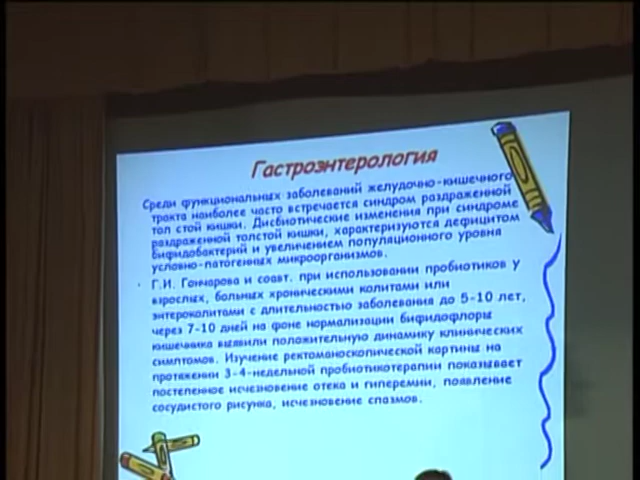 Гастроэнтерология
Среди функциональных заболеваний желудочно-кишечного
тракта наиболее часто встречается синдром раздраженной
тол стой кишки. Дисбиотические изменения при синдроме
раздраженной толстой кишки, характеризуются дефицитом
бифидобактерий и увеличением популяционного уровня
условно-патогенных микроорганизмов.
Г.И. Гончарова и соавт. при использовании пробиотиков у
взрослых, больных хроническими колитами или
энтероколитами с длительностью заболевания до 5-10 лет,
через 7-10 дней на фоне нормализации бифидофлоры
кишечника выявили положительную динамику клинических
симптомов. Изучение ректоманоскопической картины на
протяжении 3-4-недельной пробиотикотерапии показывает
постепенное исчезновение отека и гиперемии, появление
сосудистого рисунка, исчезновение спазмов.